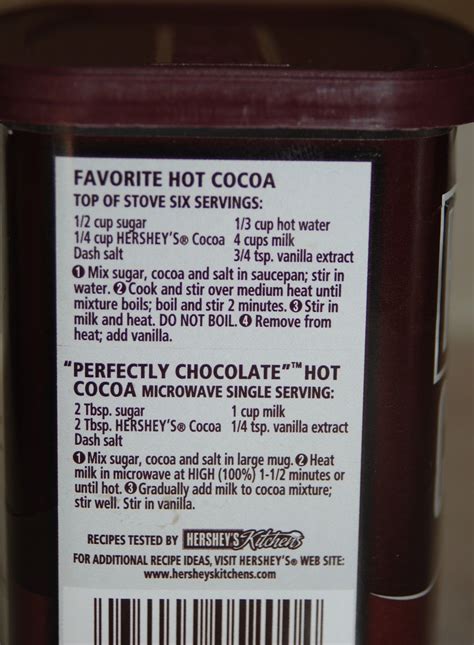 FAVORITE HOT COCOA
TOP OF STOVE SIX SERVINGS:
1/2 cup sugar 1/3 cup hot water
1/4 cup HERSHEY'S® Cocoa 4 cups milk
Dash salt 3/4 tsp. vanilla extract
❶ Mix sugar, cocoa and salt in saucepan; stir in
water. ❷ Cook and stir over medium heat until
mixture boils; boil and stir 2 minutes. ❸ Stir in
milk and heat. DO NOT BOIL. ❹ Remove from
heat; add vanilla.
"PERFECTLY CHOCOLATE"™ HOT
COCOA MICROWAVE SINGLE SERVING:
2 Tbsp. sugar 1 cup milk
2 Tbsp. HERSHEY'S® Cocoa 1/4 tsp. vanilla extract
Dash salt
❶ Mix sugar, cocoa and salt in large mug. ❷ Heat
milk in microwave at HIGH (100%) 1-1/2 minutes or
until hot. ❸ Gradually add milk to cocoa mixture;
stir well. Stir in vanilla.
RECIPES TESTED BY HERSHEY'S Kitchens
FOR ADDITIONAL RECIPE IDEAS, VISIT HERSHEY'S® WEB SITE:
www.hersheyskitchens.com